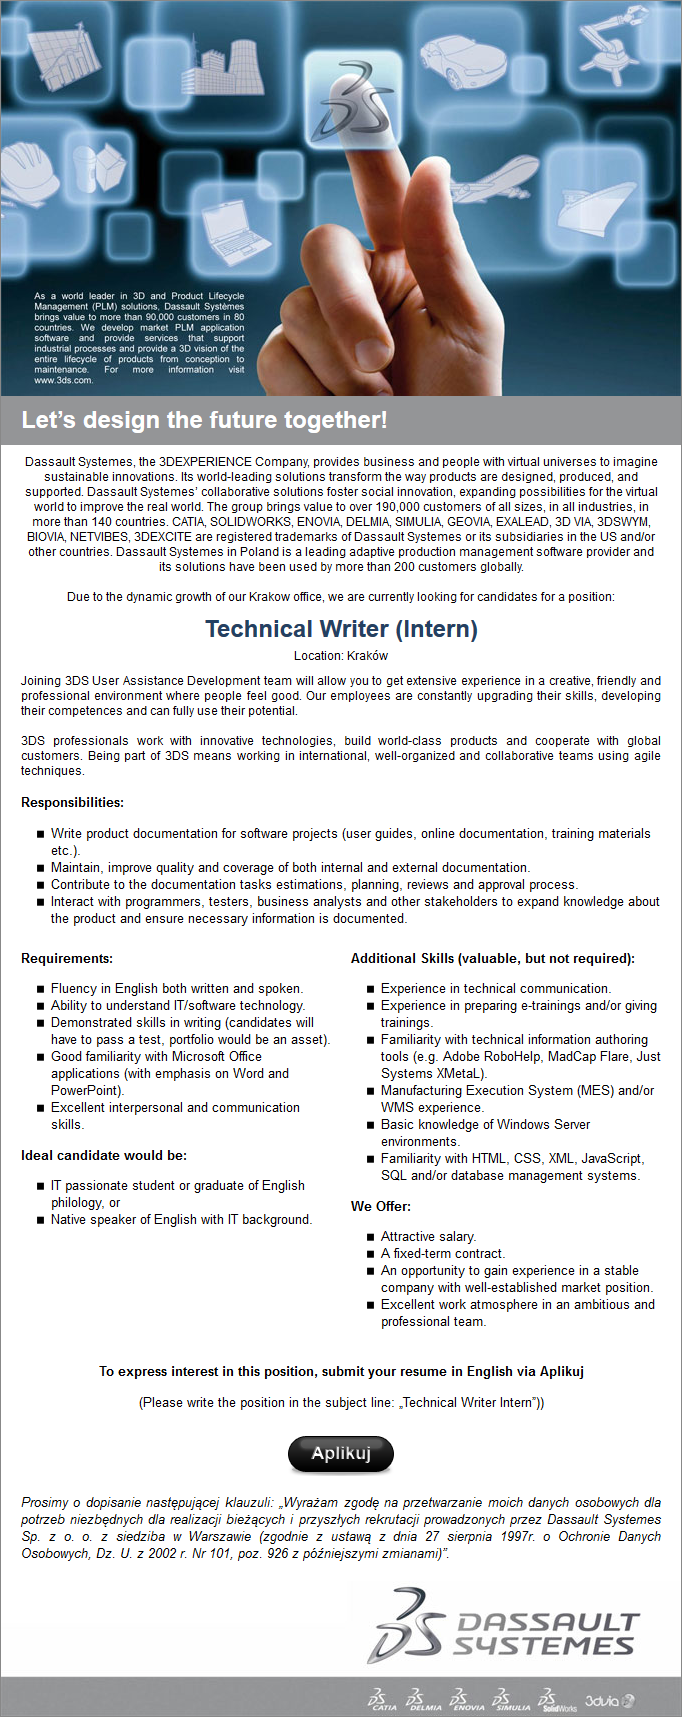 As a world leader in 3D and Product Lifecycle
Management (PLM) solutions, Dassault Systèmes
brings value to more than 90,000 customers in 80
countries. We develop market PLM application
software and provide services that support
industrial processes and provide a 3D vision of the
entire lifecycle of products from conception to
maintenance. For more information visit
www.3ds.com.
Let's design the future together!
Dassault Systemes, the 3DEXPERIENCE Company, provides business and people with virtual universes to imagine
sustainable innovations. Its world-leading solutions transform the way products are designed, produced, and
supported. Dassault Systemes' collaborative solutions foster social innovation, expanding possibilities for the virtual
world to improve the real world. The group brings value to over 190,000 customers of all sizes, in all industries, in
more than 140 countries. CATIA, SOLIDWORKS, ENOVIA, DELMIA, SIMULIA, GEOVIA, EXALEAD, 3D VIA, 3DSWYM,
BIOVIA, NETVIBES, 3DEXCITE are registered trademarks of Dassault Systemes or its subsidiaries in the US and/or
other countries. Dassault Systemes in Poland is a leading adaptive production management software provider and
its solutions have been used by more than 200 customers globally.
Due to the dynamic growth of our Krakow office, we are currently looking for candidates for a position:
Technical Writer (Intern)
Location: Kraków
Joining 3DS User Assistance Development team will allow you to get extensive experience in a creative, friendly and
professional environment where people feel good. Our employees are constantly upgrading their skills, developing
their competences and can fully use their potential.
3DS professionals work with innovative technologies, build world-class products and cooperate with global
customers. Being part of 3DS means working in international, well-organized and collaborative teams using agile
techniques.
Responsibilities:
Write product documentation for software projects (user guides, online documentation, training materials
etc.).
Maintain, improve quality and coverage of both internal and external documentation.
Contribute to the documentation tasks estimations, planning, reviews and approval process.
Interact with programmers, testers, business analysts and other stakeholders to expand knowledge about
the product and ensure necessary information is documented.
Requirements:
Fluency in English both written and spoken.
Ability to understand IT/software technology.
Demonstrated skills in writing (candidates will
have to pass a test, portfolio would be an asset).
Good familiarity with Microsoft Office
applications (with emphasis on Word and
PowerPoint).
Excellent interpersonal and communication
skills.
Ideal candidate would be:
IT passionate student or graduate of English
philology, or
Native speaker of English with IT background.
Additional Skills (valuable, but not required):
Experience in technical communication.
Experience in preparing e-trainings and/or giving
trainings.
Familiarity with technical information authoring
tools (e.g. Adobe RoboHelp, MadCap Flare, Just
Systems XMetaL).
Manufacturing Execution System (MES) and/or
WMS experience.
Basic knowledge of Windows Server
environments.
Familiarity with HTML, CSS, XML, JavaScript,
SQL and/or database management systems.
We Offer:
Attractive salary.
A fixed-term contract.
An opportunity to gain experience in a stable
company with well-established market position.
Excellent work atmosphere in an ambitious and
professional team.
To express interest in this position, submit your resume in English via Aplikuj
(Please write the position in the subject line: „Technical Writer Intern”))
Aplikuj
Prosimy o dopisanie następującej klauzuli: „Wyrażam zgodę na przetwarzanie moich danych osobowych dla
potrzeb niezbędnych dla realizacji bieżących i przyszłych rekrutacji prowadzonych przez Dassault Systemes
Sp. z o. o. z siedziba w Warszawie (zgodnie z ustawą z dnia 27 sierpnia 1997r. o Ochronie Danych
Osobowych, Dz. U. z 2002 r. Nr 101, poz. 926 z późniejszymi zmianami)”.
DASSAULT
SYSTEMES
CATIA DELMIA ENOVIA SIMULIA SolidWorks 3dvia